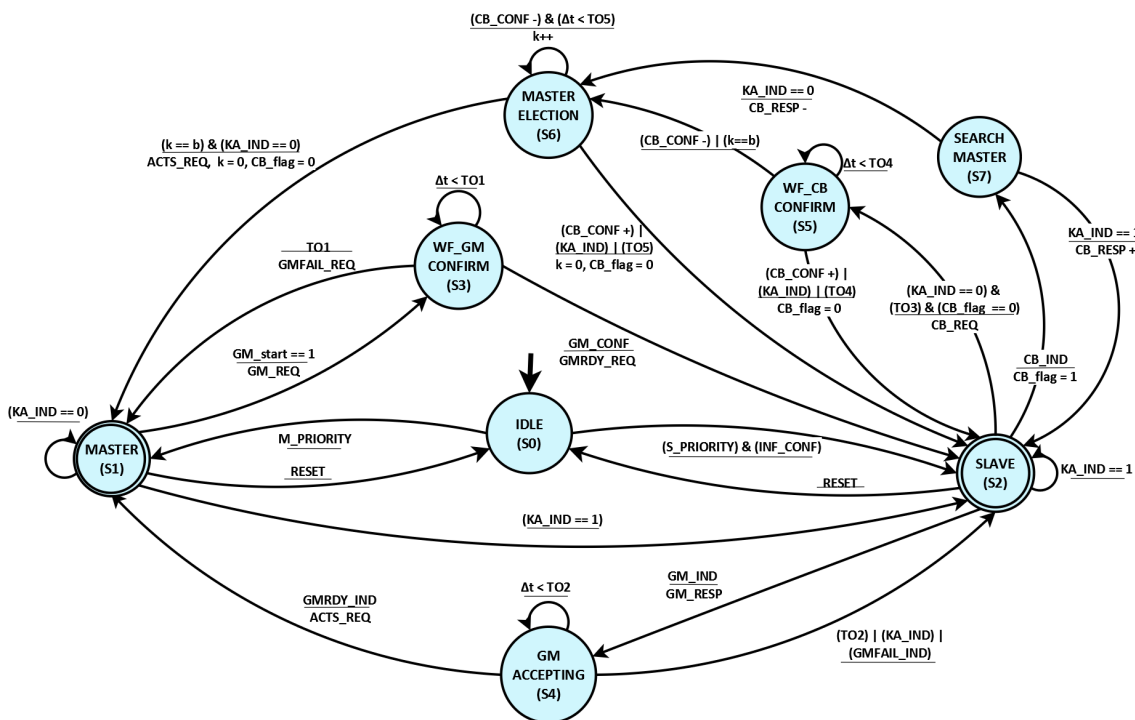 (CB_CONF -) & (Δt < TO5)
k++
MASTER
ELECTION
(S6)
KA_IND == 0
CB_RESP -
SEARCH
MASTER
(S7)
(k == b) & (KA_IND == 0)
ACTS_REQ, k = 0, CB_flag = 0
(CB_CONF -) | (k==b)
Δt < TO4
WF_CB
CONFIRM
(S5)
Δt < TO1
WF_GM
CONFIRM
(S3)
TO1
GMFAIL_REQ
(CB_CONF +) |
(KA_IND) | (TO5)
k = 0, CB_flag = 0
(CB_CONF +) |
(KA_IND) | (TO4)
CB_flag = 0
(KA_IND == 0) &
(TO3) & (CB_flag == 0)
CB_REQ
KA_IND == 1
CB_RESP +
GM_start == 1
GM_REQ
GM_CONF
GMRDY_REQ
CB_IND
CB_flag = 1
(KA_IND == 0)
MASTER
(S1)
M_PRIORITY
IDLE
(S0)
(S_PRIORITY) & (INF_CONF)
RESET
RESET
SLAVE
(S2)
KA_IND == 1
(KA_IND == 1)
GM_IND
GM_RESP
GMRDY_IND
ACTS_REQ
Δt < TO2
GM
ACCEPTING
(S4)
(TO2) | (KA_IND) |
(GMFAIL_IND)